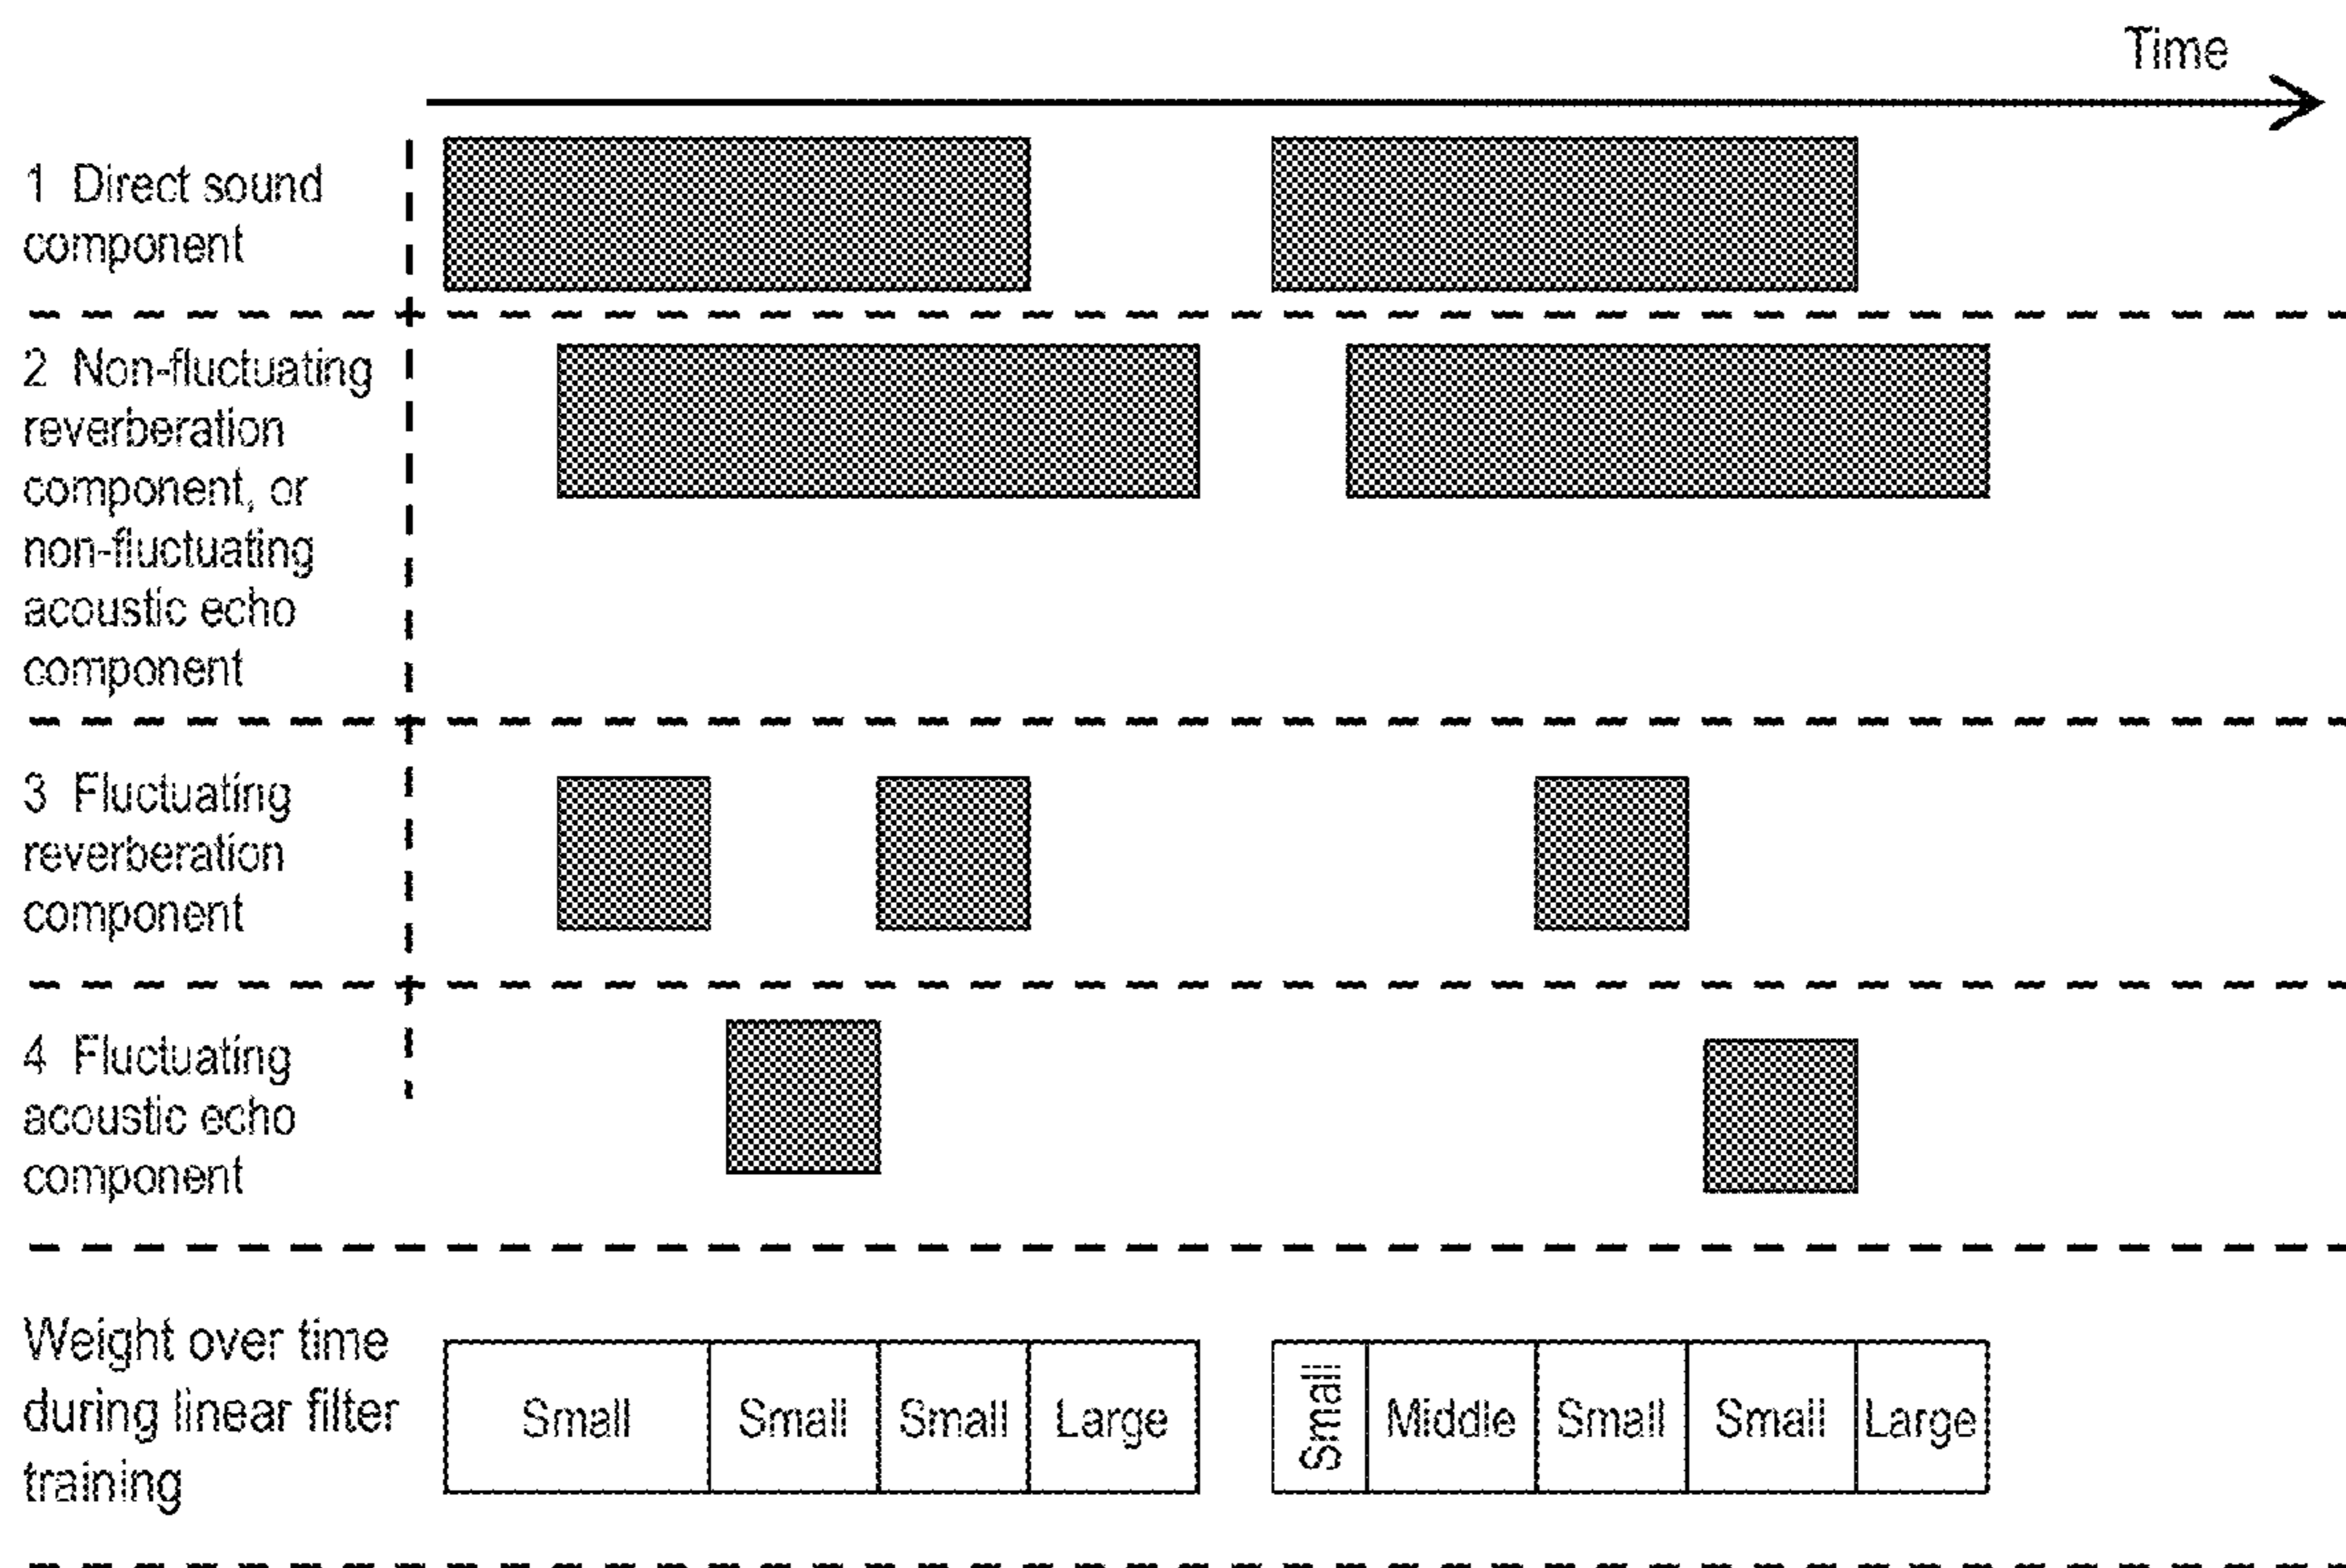 Time
1 Direct sound
component
2 Non-fluctuating
reverberation
component, or
non-fluctuating
acoustic echo
component
3 Fluctuating
reverberation
component
4 Fluctuating
acoustic echo
component
Weight over time
during linear filter
training
Small Small Small Large Small Middle Small Small Large